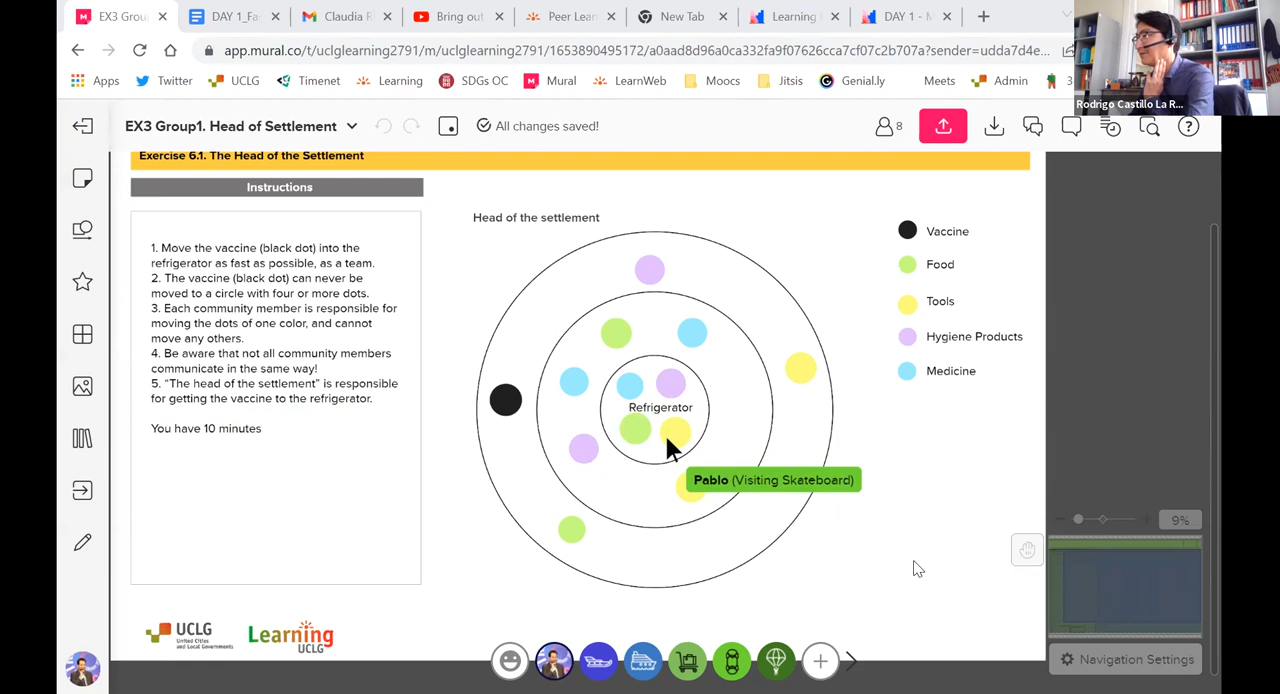 EX3 Grou
DAY 1_Fa
Claudia R
Bring out
Peer Lear
New Tab
Learning
DAY 1 - M
app.mural.co/t/uclglearning2791/m/uclglearning2791/1653890495172/a0aad8d96a0ca332fa9f07626cca7cf07c2b707a?sender=udda7d4e...
Apps
Twitter
UCLG
Timenet
Learning
SDGs OC
Mural
LearnWeb
Moocs
Jitsis
Genial.ly
Meets
Admin
3
Rodrigo Castillo La R...
EX3 Group1. Head of Settlement
All changes saved!
8
Exercise 6.1. The Head of the Settlement
Instructions
1. Move the vaccine (black dot) into the
refrigerator as fast as possible, as a team.
2. The vaccine (black dot) can never be
moved to a circle with four or more dots.
3. Each community member is responsible for
moving the dots of one color, and cannot
move any others.
4. Be aware that not all community members
communicate in the same way!
5. “The head of the settlement” is responsible
for getting the vaccine to the refrigerator.
You have 10 minutes
Head of the settlement
Refrigerator
Pablo (Visiting Skateboard)
Vaccine
Food
Tools
Hygiene Products
Medicine
9%
Navigation Settings
UCLG
United Cities
and Local Governments
Learning
UCLG